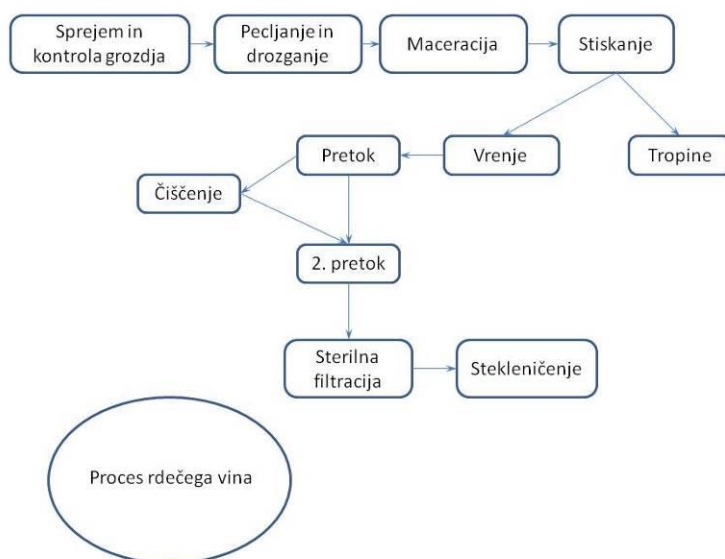 Sprejem in
kontrola grozdja
Pecljanje in
drozganje
Maceracija
Stiskanje
Pretok
Vrenje
Tropine
Čiščenje
2. pretok
Sterilna
filtracija
Stekleničenje
Proces rdečega vina